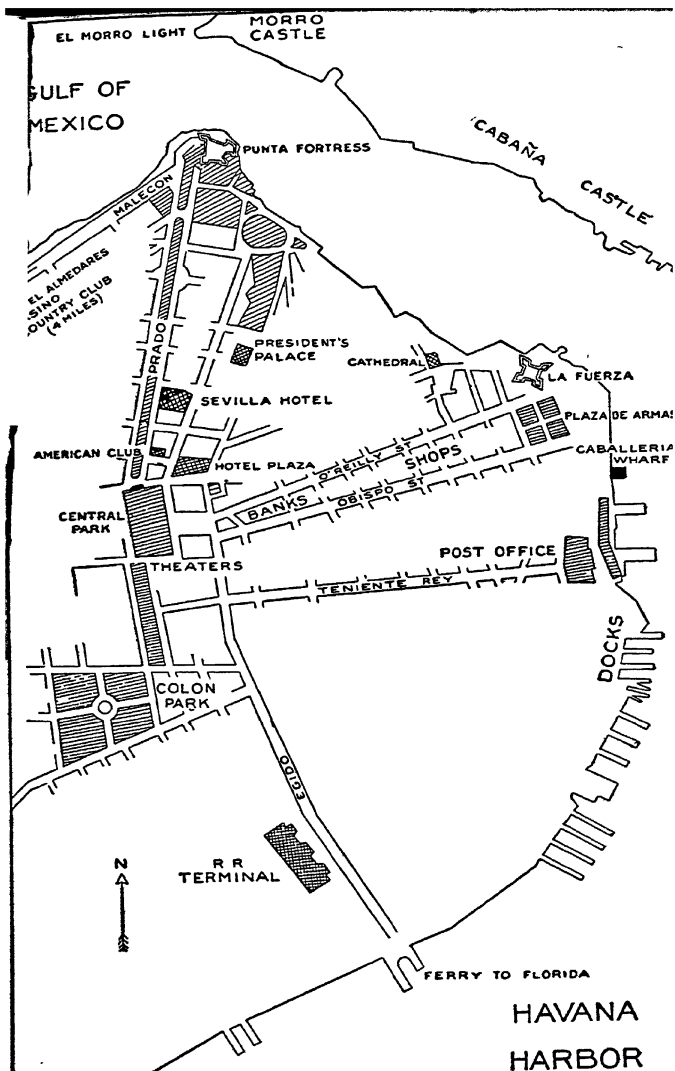 EL MORRO LIGHT
MORRO
CASTLE
GULF OF
MEXICO
CABAÑA CASTLE
PUNTA FORTRESS
MALECON
EL ALMEDARES
COUNTRY CLUB
(4 MILES)
PRADO
PRESIDENT'S
PALACE
CATHEDRAL
LA FUERZA
SEVILLA HOTEL
PLAZA DE ARMAS
AMERICAN CLUB
HOTEL PLAZA
O'REILLY ST
SHOPS
CABALLERIA
WHARF
BANKS
OBISPO ST
CENTRAL
PARK
THEATERS
POST OFFICE
TENIENTE REY
DOCKS
COLON
PARK
EGIDO
N
R R
TERMINAL
FERRY TO FLORIDA
HAVANA
HARBOR